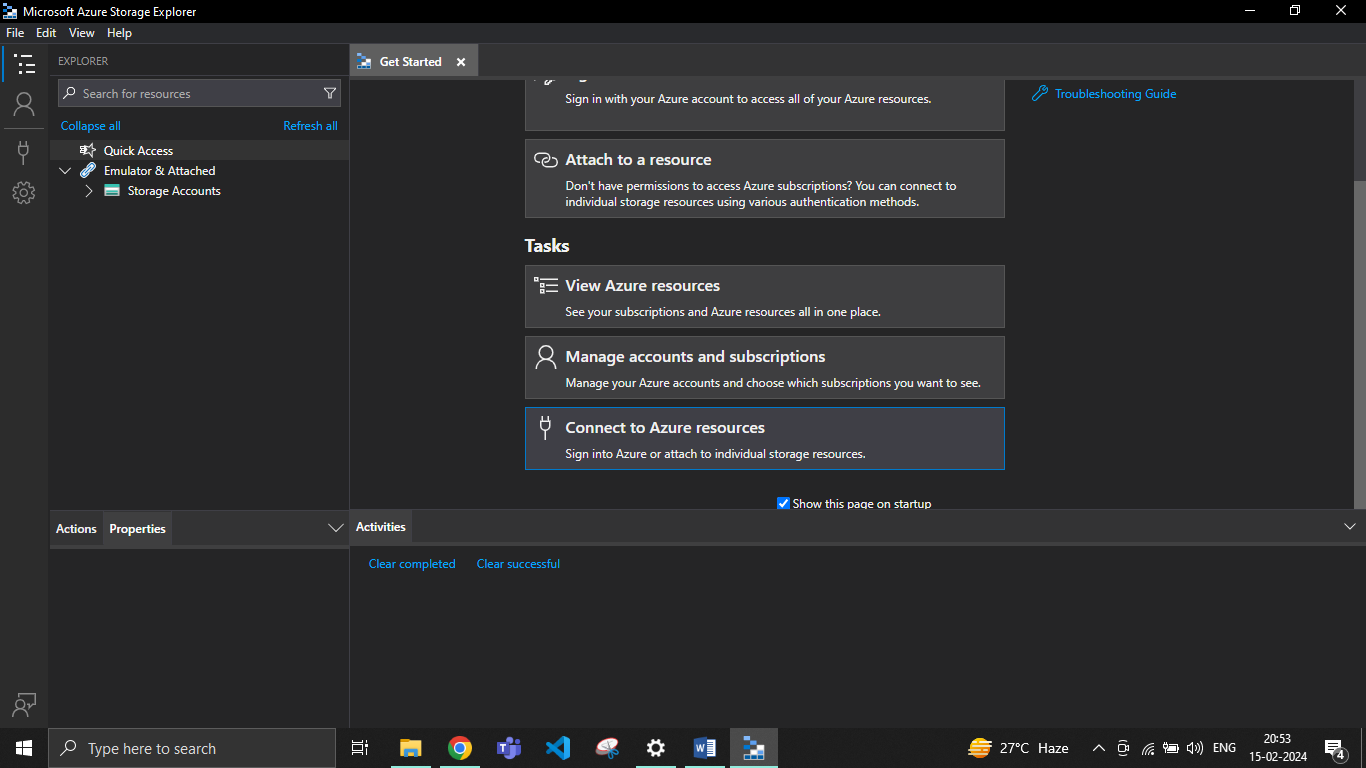 Microsoft Azure Storage Explorer
File Edit View Help
EXPLORER
Search for resources
Collapse all
Refresh all
Quick Access
Emulator & Attached
Storage Accounts
Get Started
Sign in with your Azure account to access all of your Azure resources.
Attach to a resource
Don't have permissions to access Azure subscriptions? You can connect to
individual storage resources using various authentication methods.
Tasks
View Azure resources
See your subscriptions and Azure resources all in one place.
Manage accounts and subscriptions
Manage your Azure accounts and choose which subscriptions you want to see.
Connect to Azure resources
Sign into Azure or attach to individual storage resources.
Show this page on startup
Troubleshooting Guide
Actions Properties
Activities
Clear completed Clear successful
Type here to search
27°C Haze
ENG
20:53
15-02-2024
4